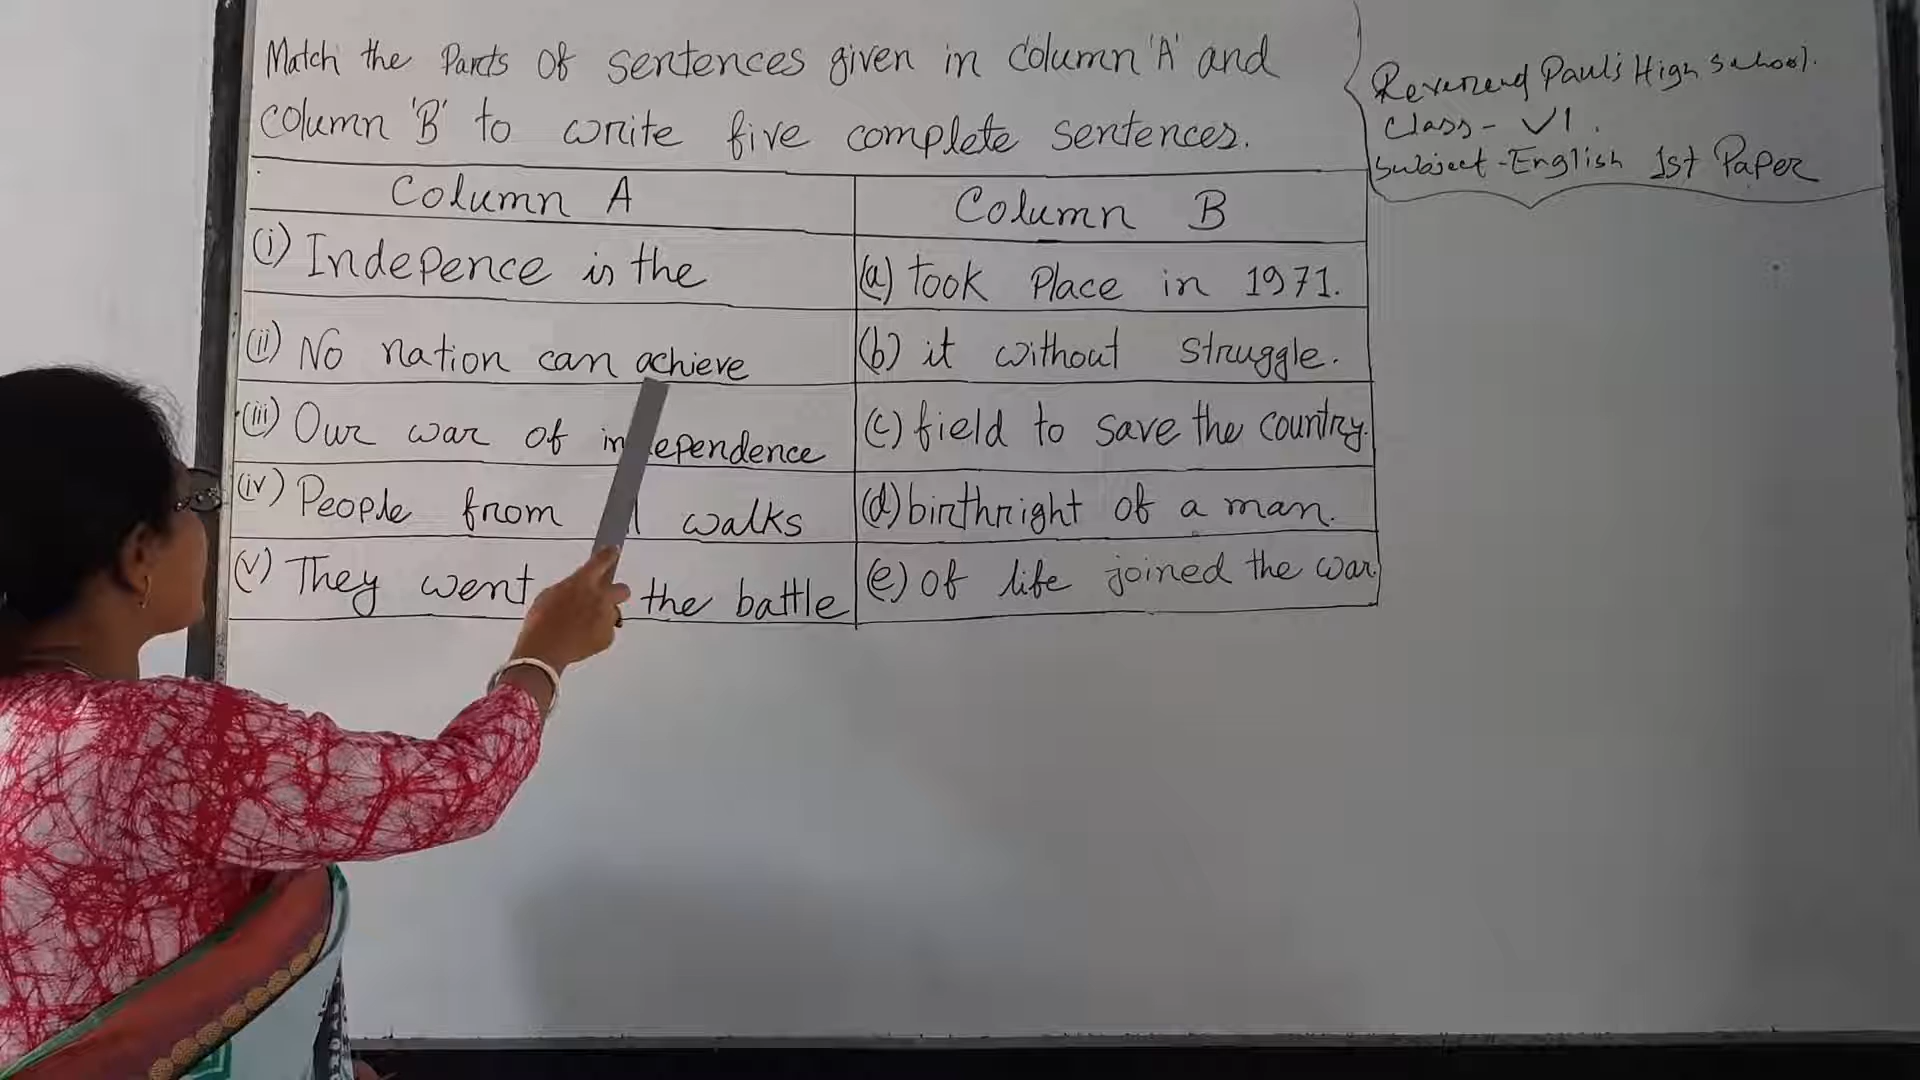 Match the Parts of sentences given in column 'A' and
column 'B' to write five complete sentences.
Reverend Paul's High School.
Class- VI.
Subject-English 1st Paper
Column A
Column B
(i) Indepence is the
(a) took Place in 1971.
(ii) No nation can achieve
(b) it without struggle.
(iii) Our war of independence
(c) field to save the country.
(iv) People from walks
(d) birthright of a man.
(v) They went the battle
(e) of life joined the war.